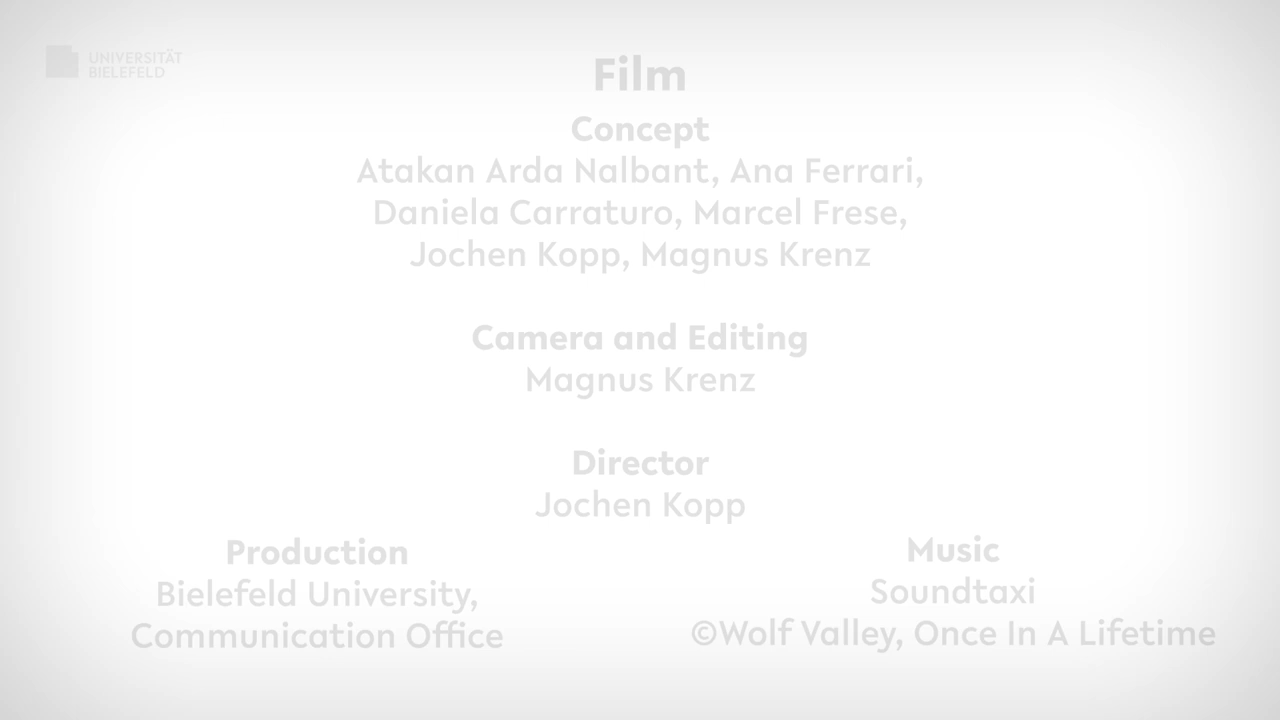 UNIVERSITÄT
BIELEFELD
Film
Concept
Atakan Arda Nalbant, Ana Ferrari,
Daniela Carraturo, Marcel Frese,
Jochen Kopp, Magnus Krenz
Camera and Editing
Magnus Krenz
Director
Jochen Kopp
Production
Bielefeld University,
Communication Office
Music
Soundtaxi
©Wolf Valley, Once In A Lifetime